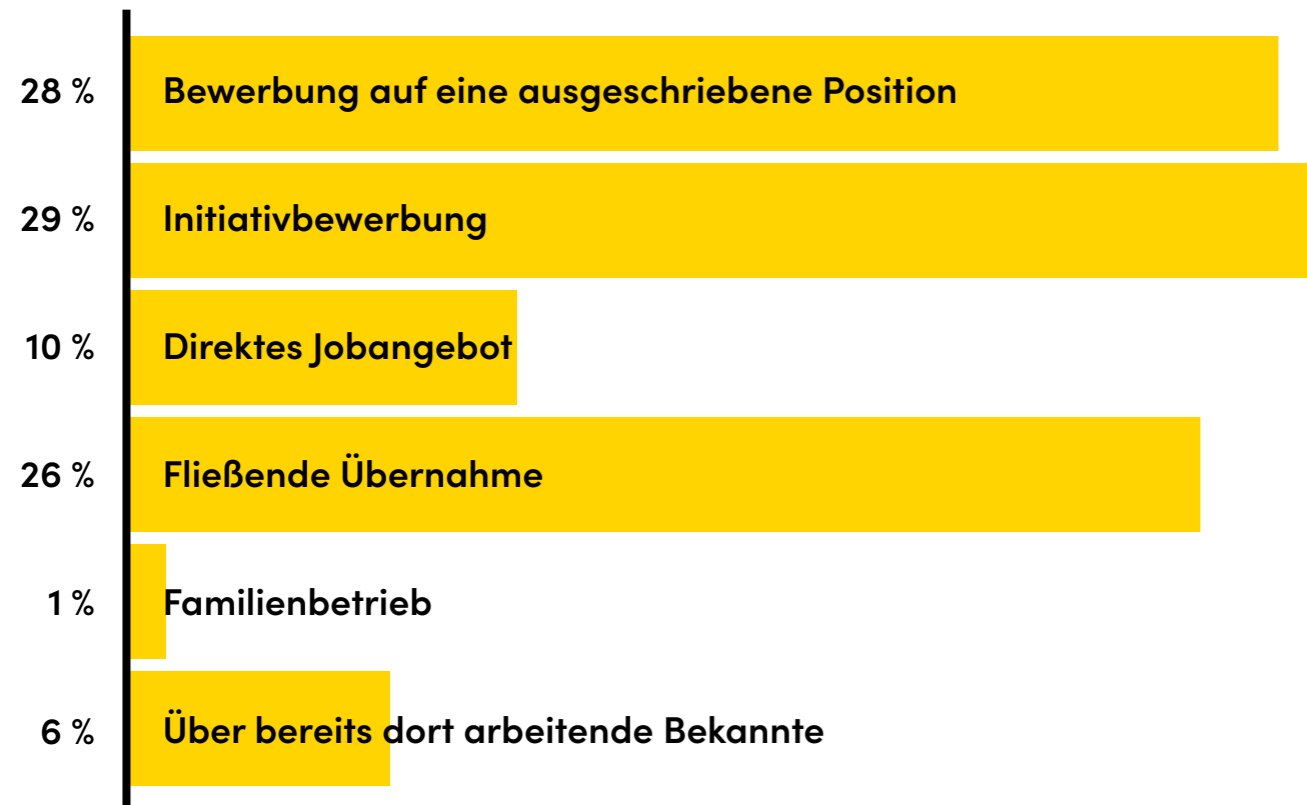 28 % Bewerbung auf eine ausgeschriebene Position
29 % Initiativbewerbung
10 % Direktes Jobangebot
26 % Fließende Übernahme
1 % Familienbetrieb
6 % Über bereits dort arbeitende Bekannte